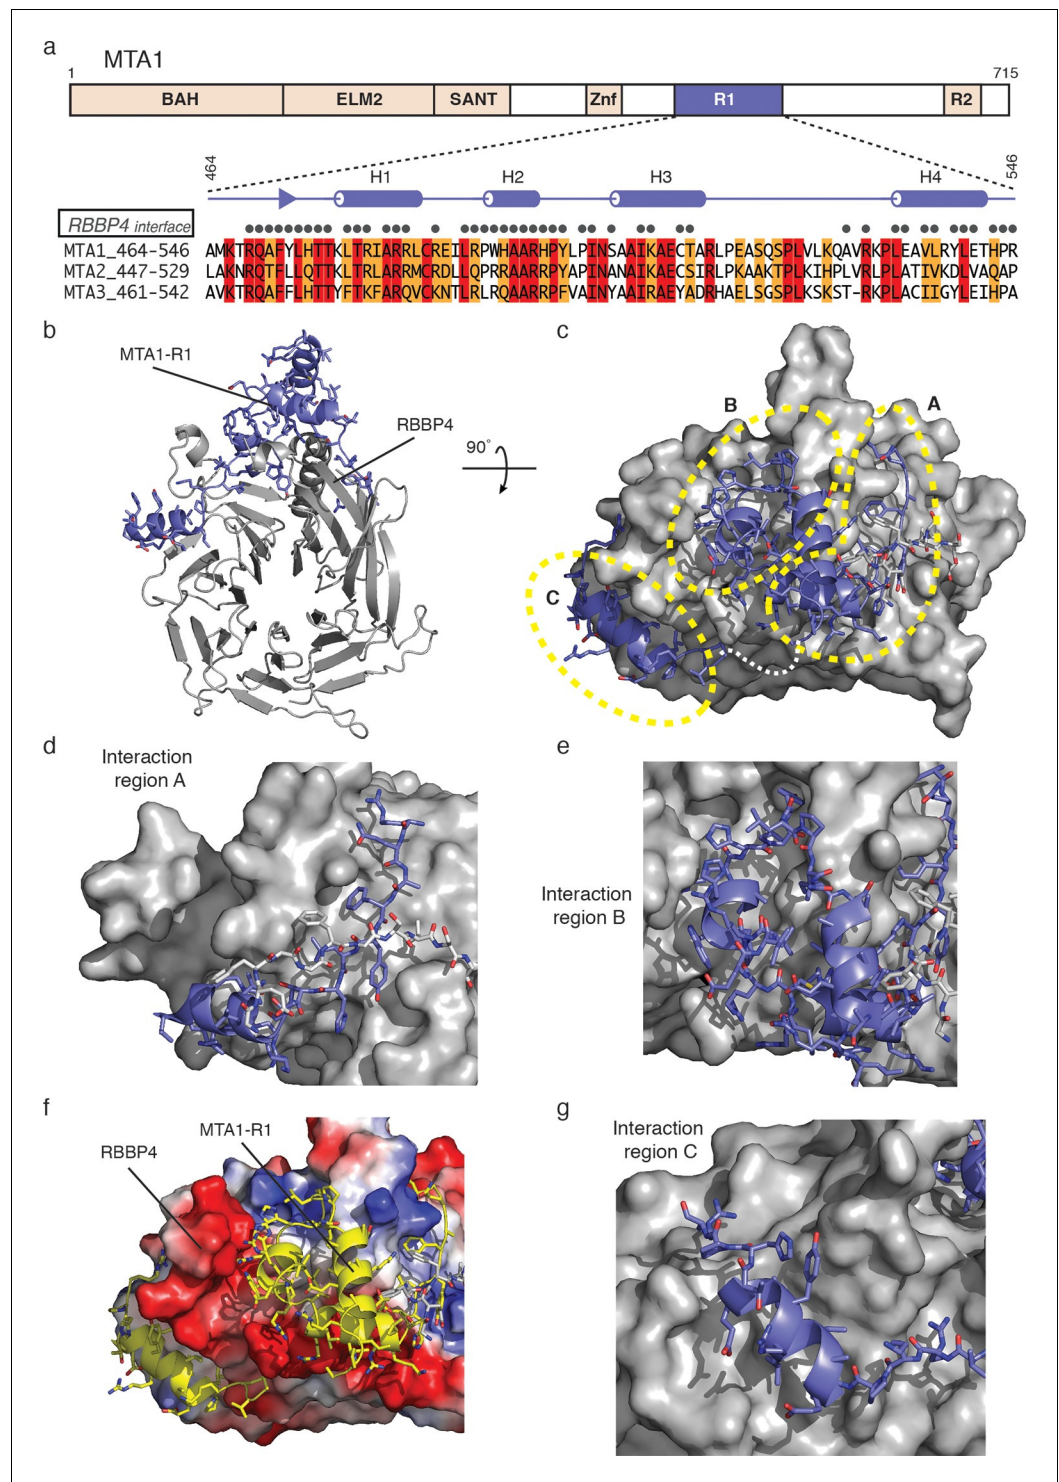 a
MTA1
1
715
BAH
ELM2
SANT
Znf
R1
R2
464
546
H1
H2
H3
H4
RBBP4 interface
MTA1_464-546 AMKTRQAFYLHTTKLTRIARRLCREILRPWHAARHPYLPINSAAIKAECTARLPEASQSPLVLKQAVRKPLEAVLRYLETHPR
MTA2_447-529 LAKNRQTFLLQTTKLTRLARRMCRDLLQPRRAARRPYAPINANAIKAECSIRLPKAAKTPLKIHPLVRLPLATIVKDLVAQAP
MTA3_461-542 AVKTRQAFFLHTTYFTKFARQVCKNTLRLRQAARRPFVAINYAAIRAEYADRHAELSGSPLKSKST-RKPLACIIGYLEIHPA
b
MTA1-R1
RBBP4
90°
c
B
A
C
d
Interaction
region A
e
Interaction
region B
f
MTA1-R1
RBBP4
g
Interaction
region C